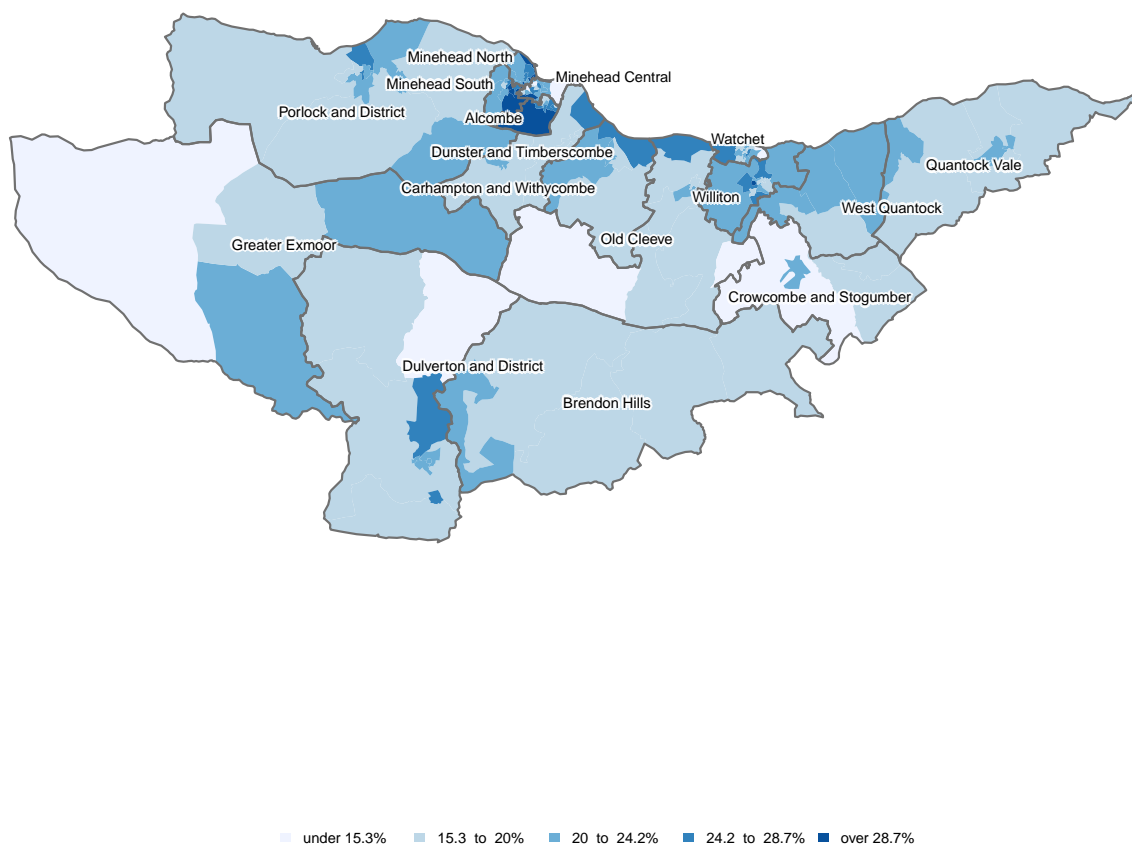 Minehead North
Minehead Central
Minehead South
Porlock and District
Alcombe
Watchet
Dunster and Timberscombe
Quantock Vale
Carhampton and Withycombe
Williton
West Quantock
Old Cleeve
Greater Exmoor
Crowcombe and Stogumber
Dulverton and District
Brendon Hills
under 15.3% 15.3 to 20% 20 to 24.2% 24.2 to 28.7% over 28.7%